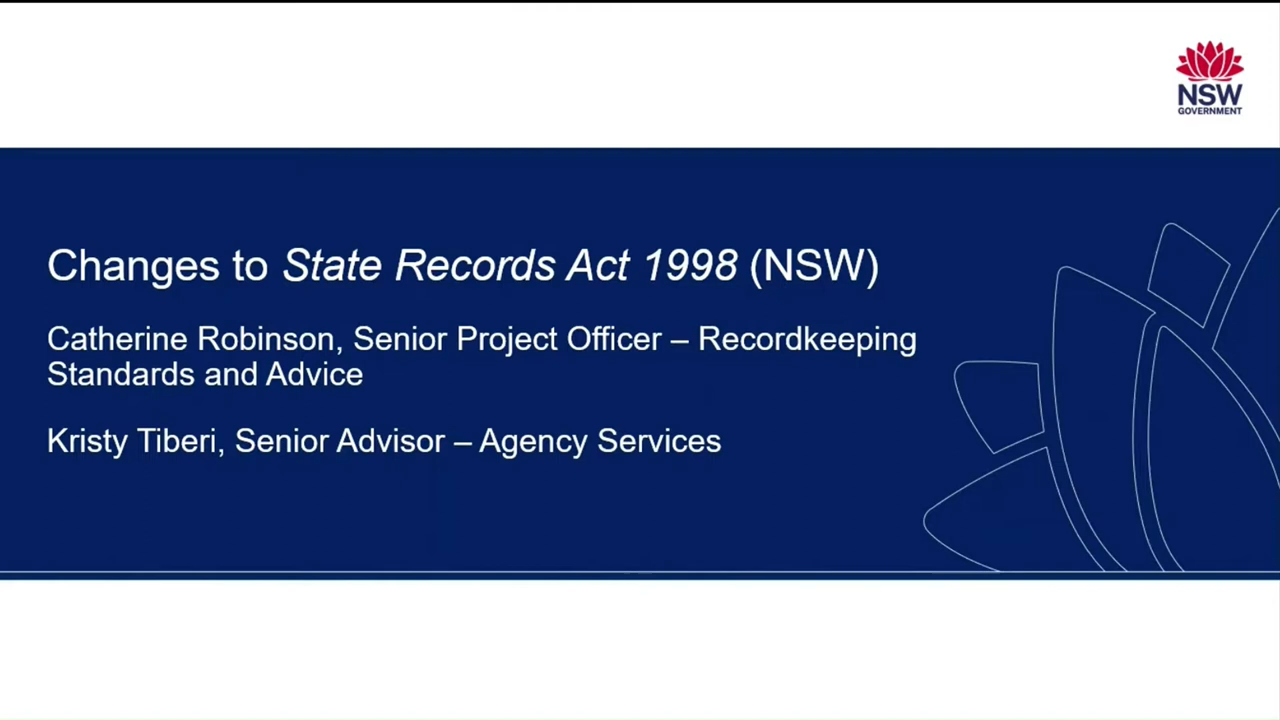 NSW
GOVERNMENT
Changes to State Records Act 1998 (NSW)
Catherine Robinson, Senior Project Officer – Recordkeeping
Standards and Advice
Kristy Tiberi, Senior Advisor – Agency Services